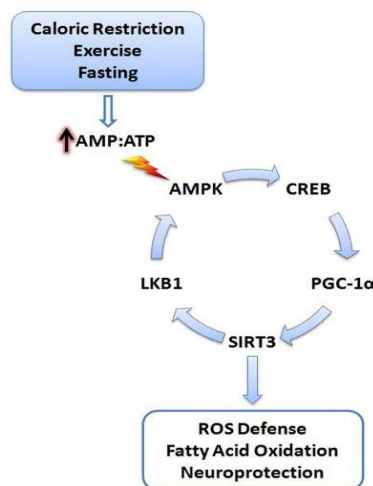 Caloric Restriction
Exercise
Fasting
AMP:ATP
AMPK
CREB
LKB1
PGC-1α
SIRT3
ROS Defense
Fatty Acid Oxidation
Neuroprotection